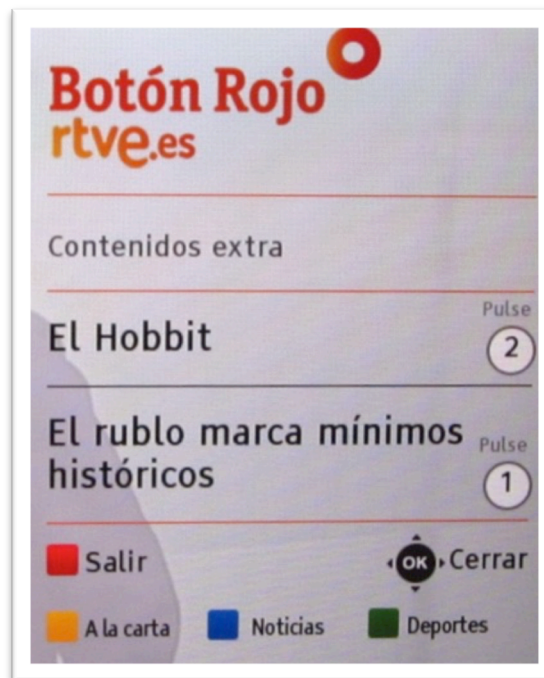 Botón Rojo
rtve.es
Contenidos extra
Pulse
El Hobbit
2
El rublo marca mínimos
Pulse
históricos
1
Salir
OK Cerrar
A la carta Noticias Deportes